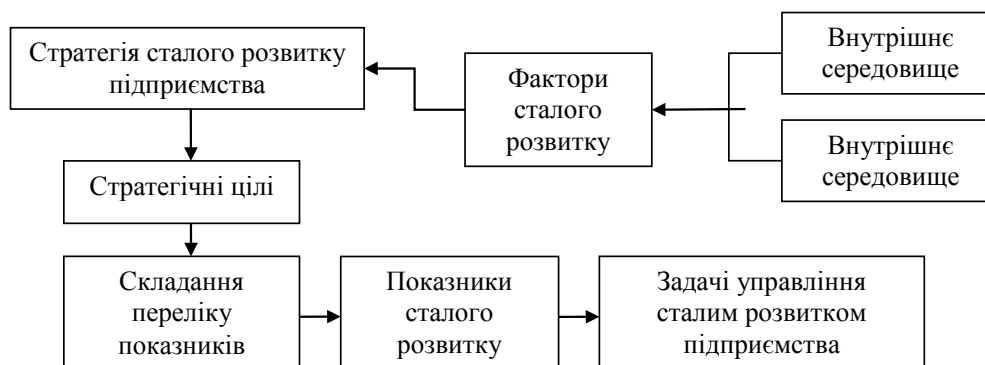 Стратегія сталого розвитку
підприємства
Фактори
сталого
розвитку
Внутрішнє
середовище
Внутрішнє
середовище
Стратегічні цілі
Складання
переліку
показників
Показники
сталого
розвитку
Задачі управління
сталим розвитком
підприємства